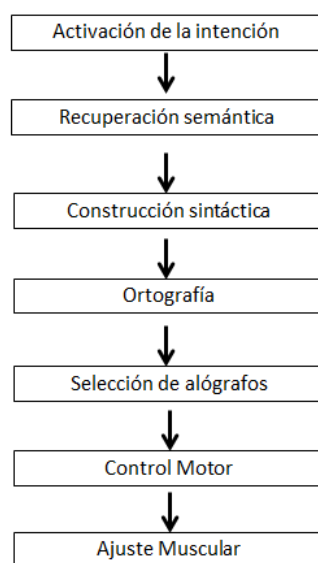 Activación de la intención
Recuperación semántica
Construcción sintáctica
Ortografía
Selección de alógrafos
Control Motor
Ajuste Muscular